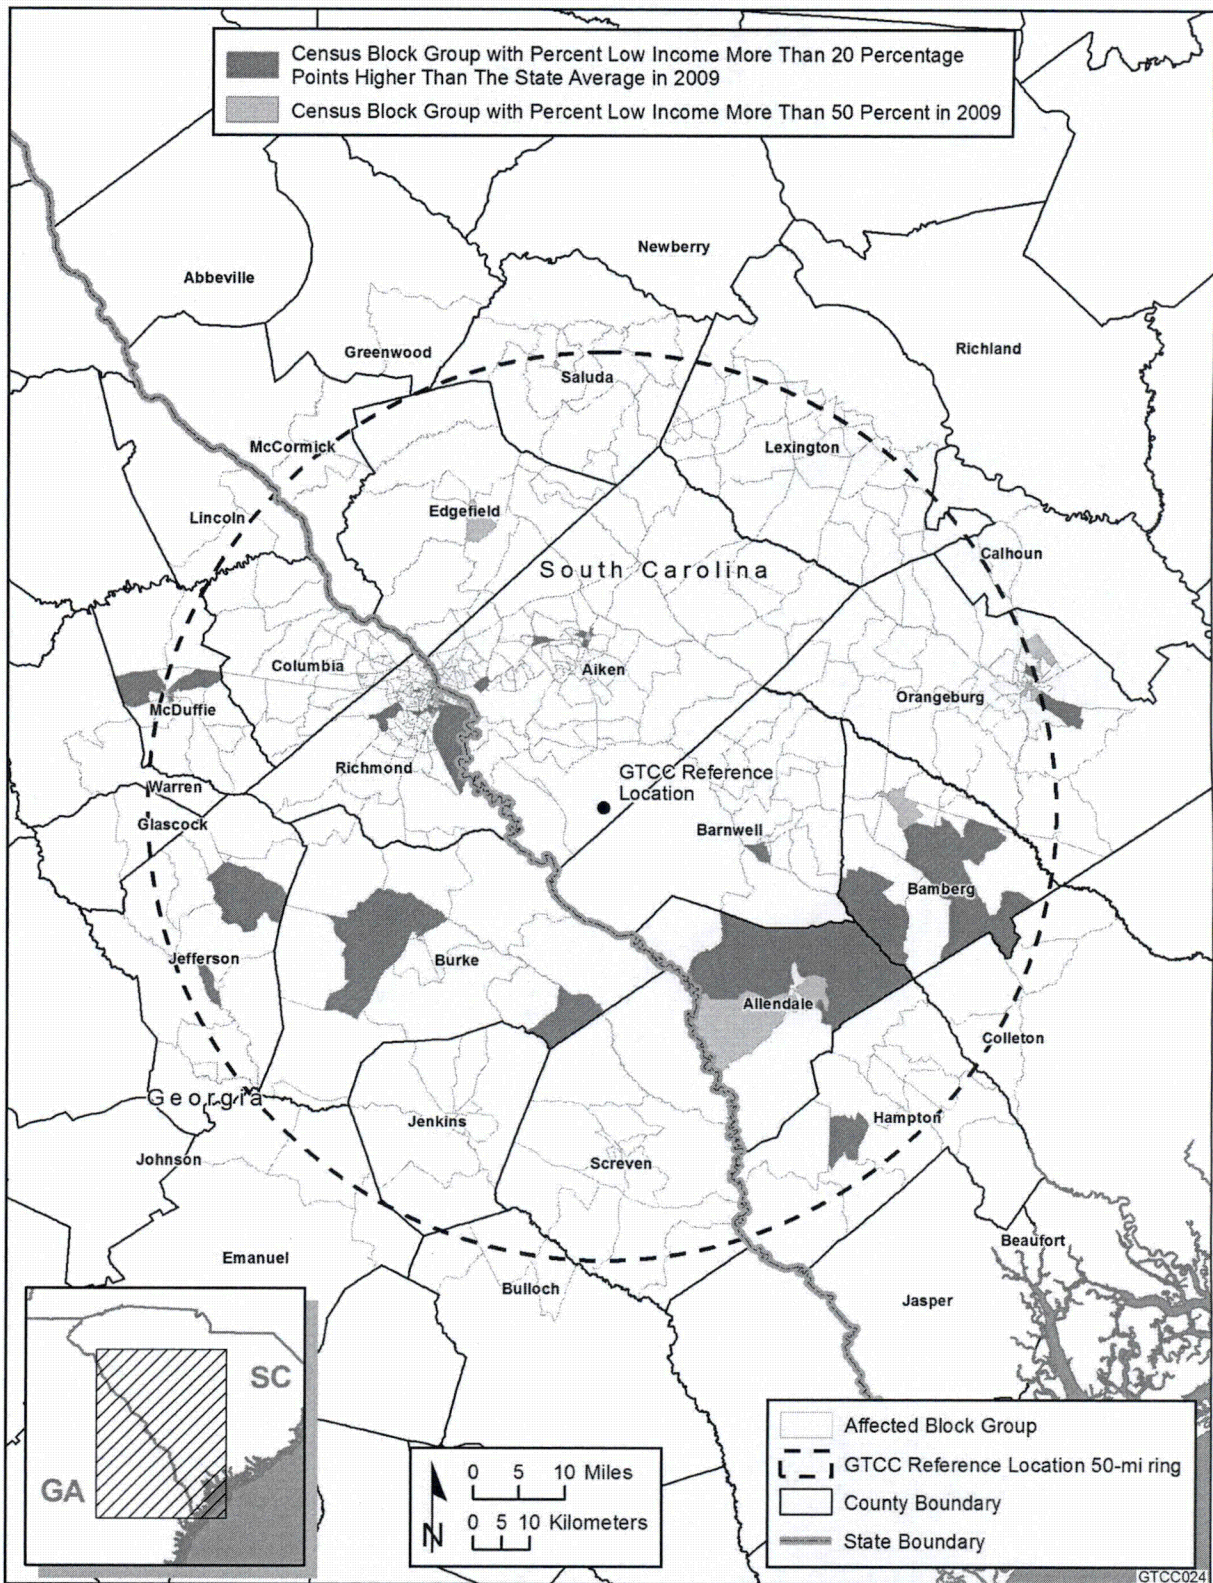 Census Block Group with Percent Low Income More Than 20 Percentage
Points Higher Than The State Average in 2009
Census Block Group with Percent Low Income More Than 50 Percent in 2009
Newberry
Abbeville
Greenwood
Richland
Saluda
McCormick
Lexington
Lincoln
Edgefield
Calhoun
South Carolina
Columbia
Aiken
Orangeburg
McDuffie
Richmond
GTCC Reference
Location
Warren
Glascock
Barnwell
Bamberg
Jefferson
Burke
Allendale
Colleton
Georgia
Jenkins
Hampton
Johnson
Screven
Emanuel
Beaufort
Bulloch
Jasper
SC
GA
N
0 5 10 Miles
0 5 10 Kilometers
Affected Block Group
GTCC Reference Location 50-mi ring
County Boundary
State Boundary
GTCC024